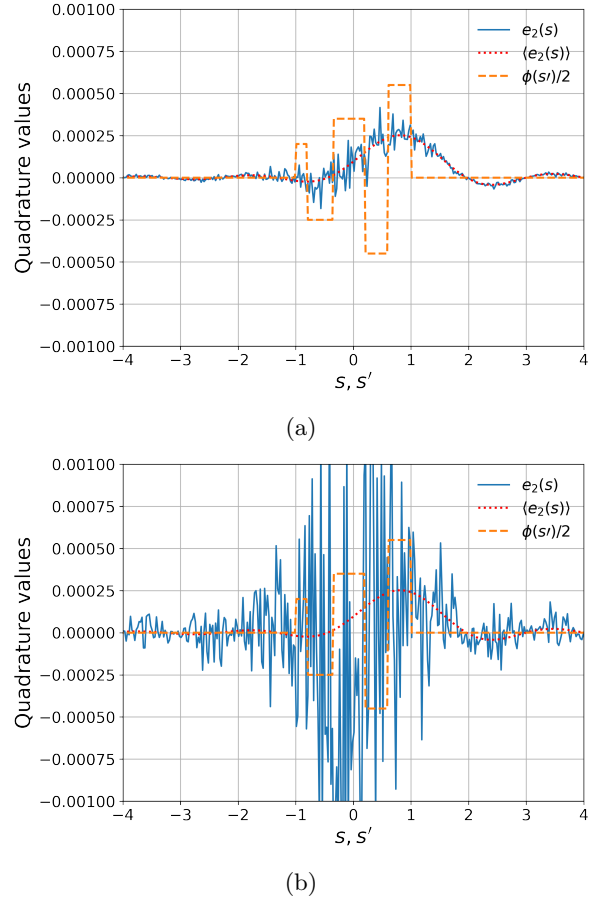 0.00100
0.00075
0.00050
0.00025
0.00000
−0.00025
−0.00050
−0.00075
−0.00100
Quadrature values
e₂(s)
⟨e₂(s)⟩
ϕ(s′)/2
−4 −3 −2 −1 0 1 2 3 4
s, s′
(a)
0.00100
0.00075
0.00050
0.00025
0.00000
−0.00025
−0.00050
−0.00075
−0.00100
Quadrature values
e₂(s)
⟨e₂(s)⟩
ϕ(s′)/2
−4 −3 −2 −1 0 1 2 3 4
s, s′
(b)